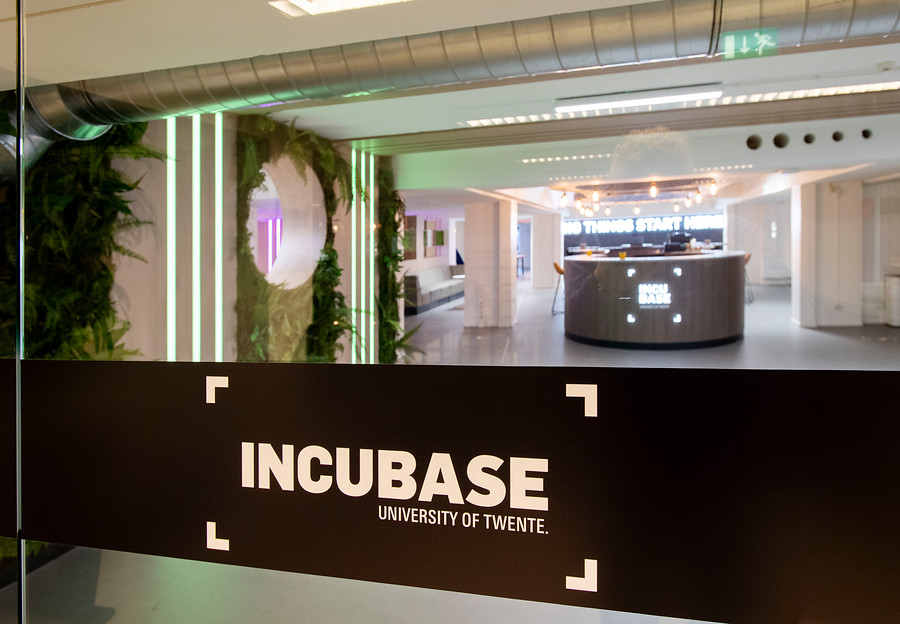 THINGS START HERE
INCU
BASE
INCUBASE
UNIVERSITY OF TWENTE.